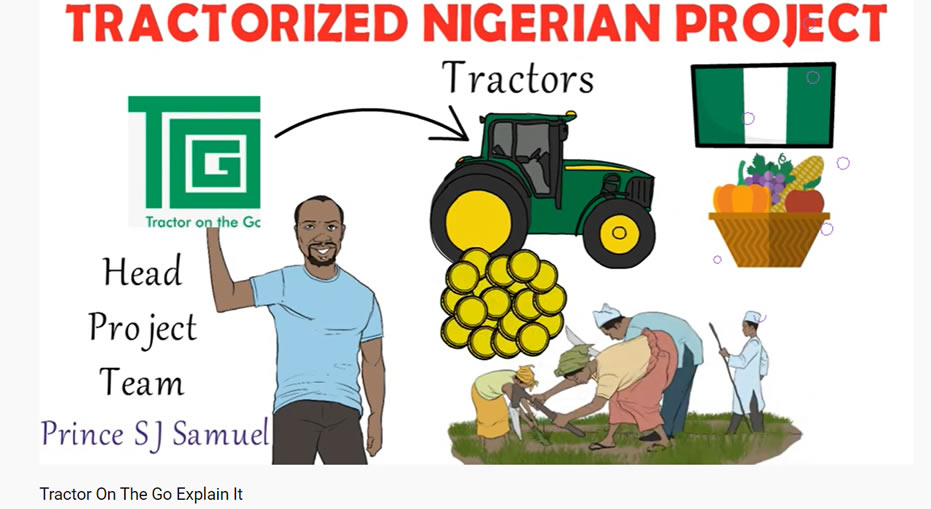 TRACTORIZED NIGERIAN PROJECT
Tractors
TG
Tractor on the Go
Head
Project
Team
Prince SJ Samuel
Tractor On The Go Explain It